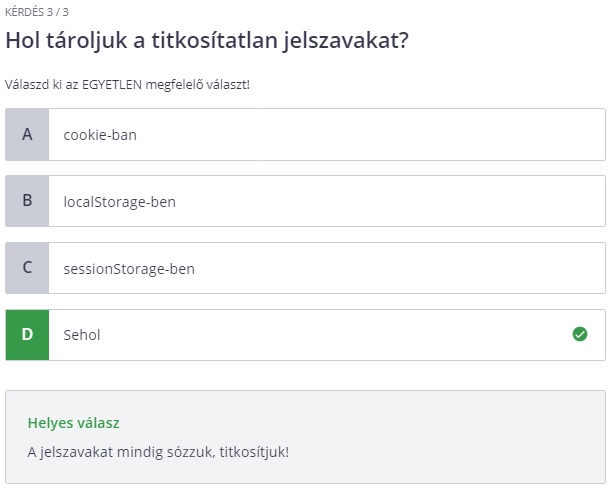 KÉRDÉS 3 / 3
Hol tároljuk a titkosítatlan jelszavakat?
Válaszd ki az EGYETLEN megfelelő választ!
A cookie-ban
B localStorage-ben
C sessionStorage-ben
D Sehol
Helyes válasz
A jelszavakat mindig sózzuk, titkosítjuk!